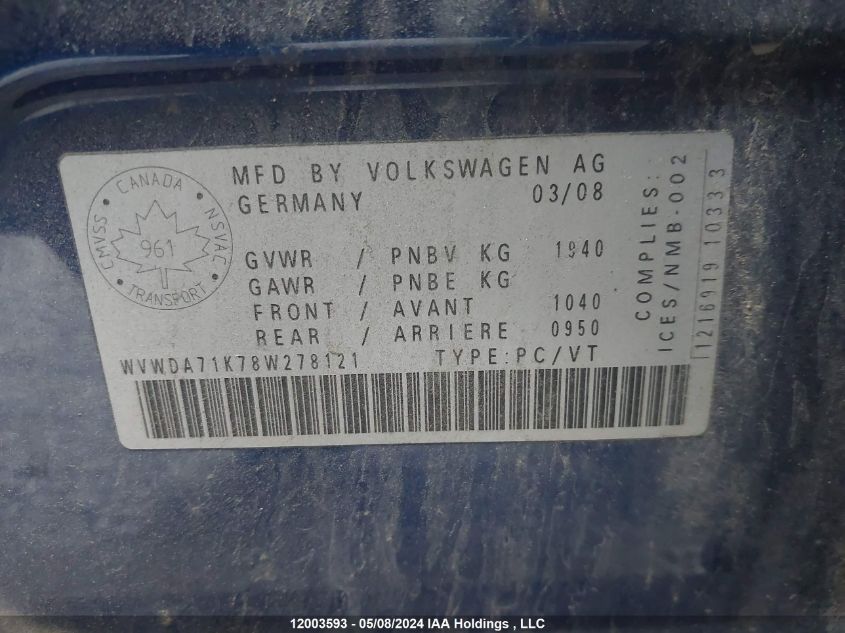 CANADA
CMVSS
NSVAC
961
TRANSPORT
MFD BY VOLKSWAGEN AG
GERMANY 03/08
GVWR / PNBV KG 1940
GAWR / PNBE KG
FRONT / AVANT 1040
REAR / ARRIERE 0950
WVWDA71K78W278121 TYPE:PC/VT
COMPLIES:
ICES/NMB-002
1216919 10333
12003593 - 05/08/2024 IAA Holdings , LLC